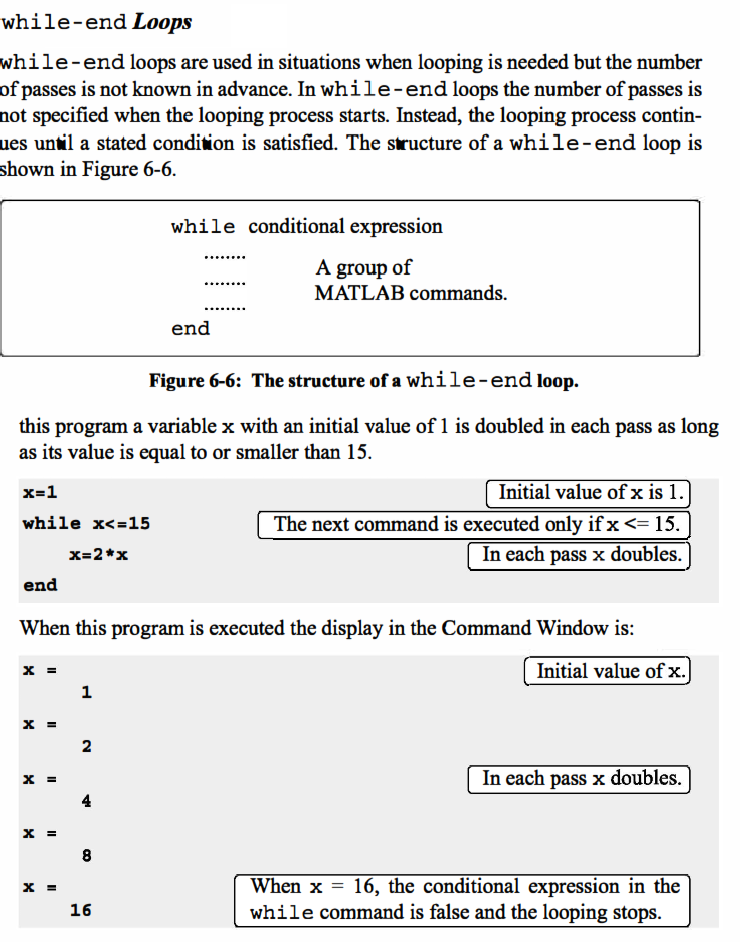 while-end Loops
while-end loops are used in situations when looping is needed but the number
of passes is not known in advance. In while-end loops the number of passes is
not specified when the looping process starts. Instead, the looping process contin-
ues until a stated condition is satisfied. The structure of a while-end loop is
shown in Figure 6-6.
while conditional expression
........
A group of
........
MATLAB commands.
........
end
Figure 6-6: The structure of a while-end loop.
this program a variable x with an initial value of 1 is doubled in each pass as long
as its value is equal to or smaller than 15.
x=1 Initial value of x is 1.
while x<=15 The next command is executed only if x <= 15.
x=2*x In each pass x doubles.
end
When this program is executed the display in the Command Window is:
x = Initial value of x.
1
x =
2
x = In each pass x doubles.
4
x =
8
x = When x = 16, the conditional expression in the
16 while command is false and the looping stops.